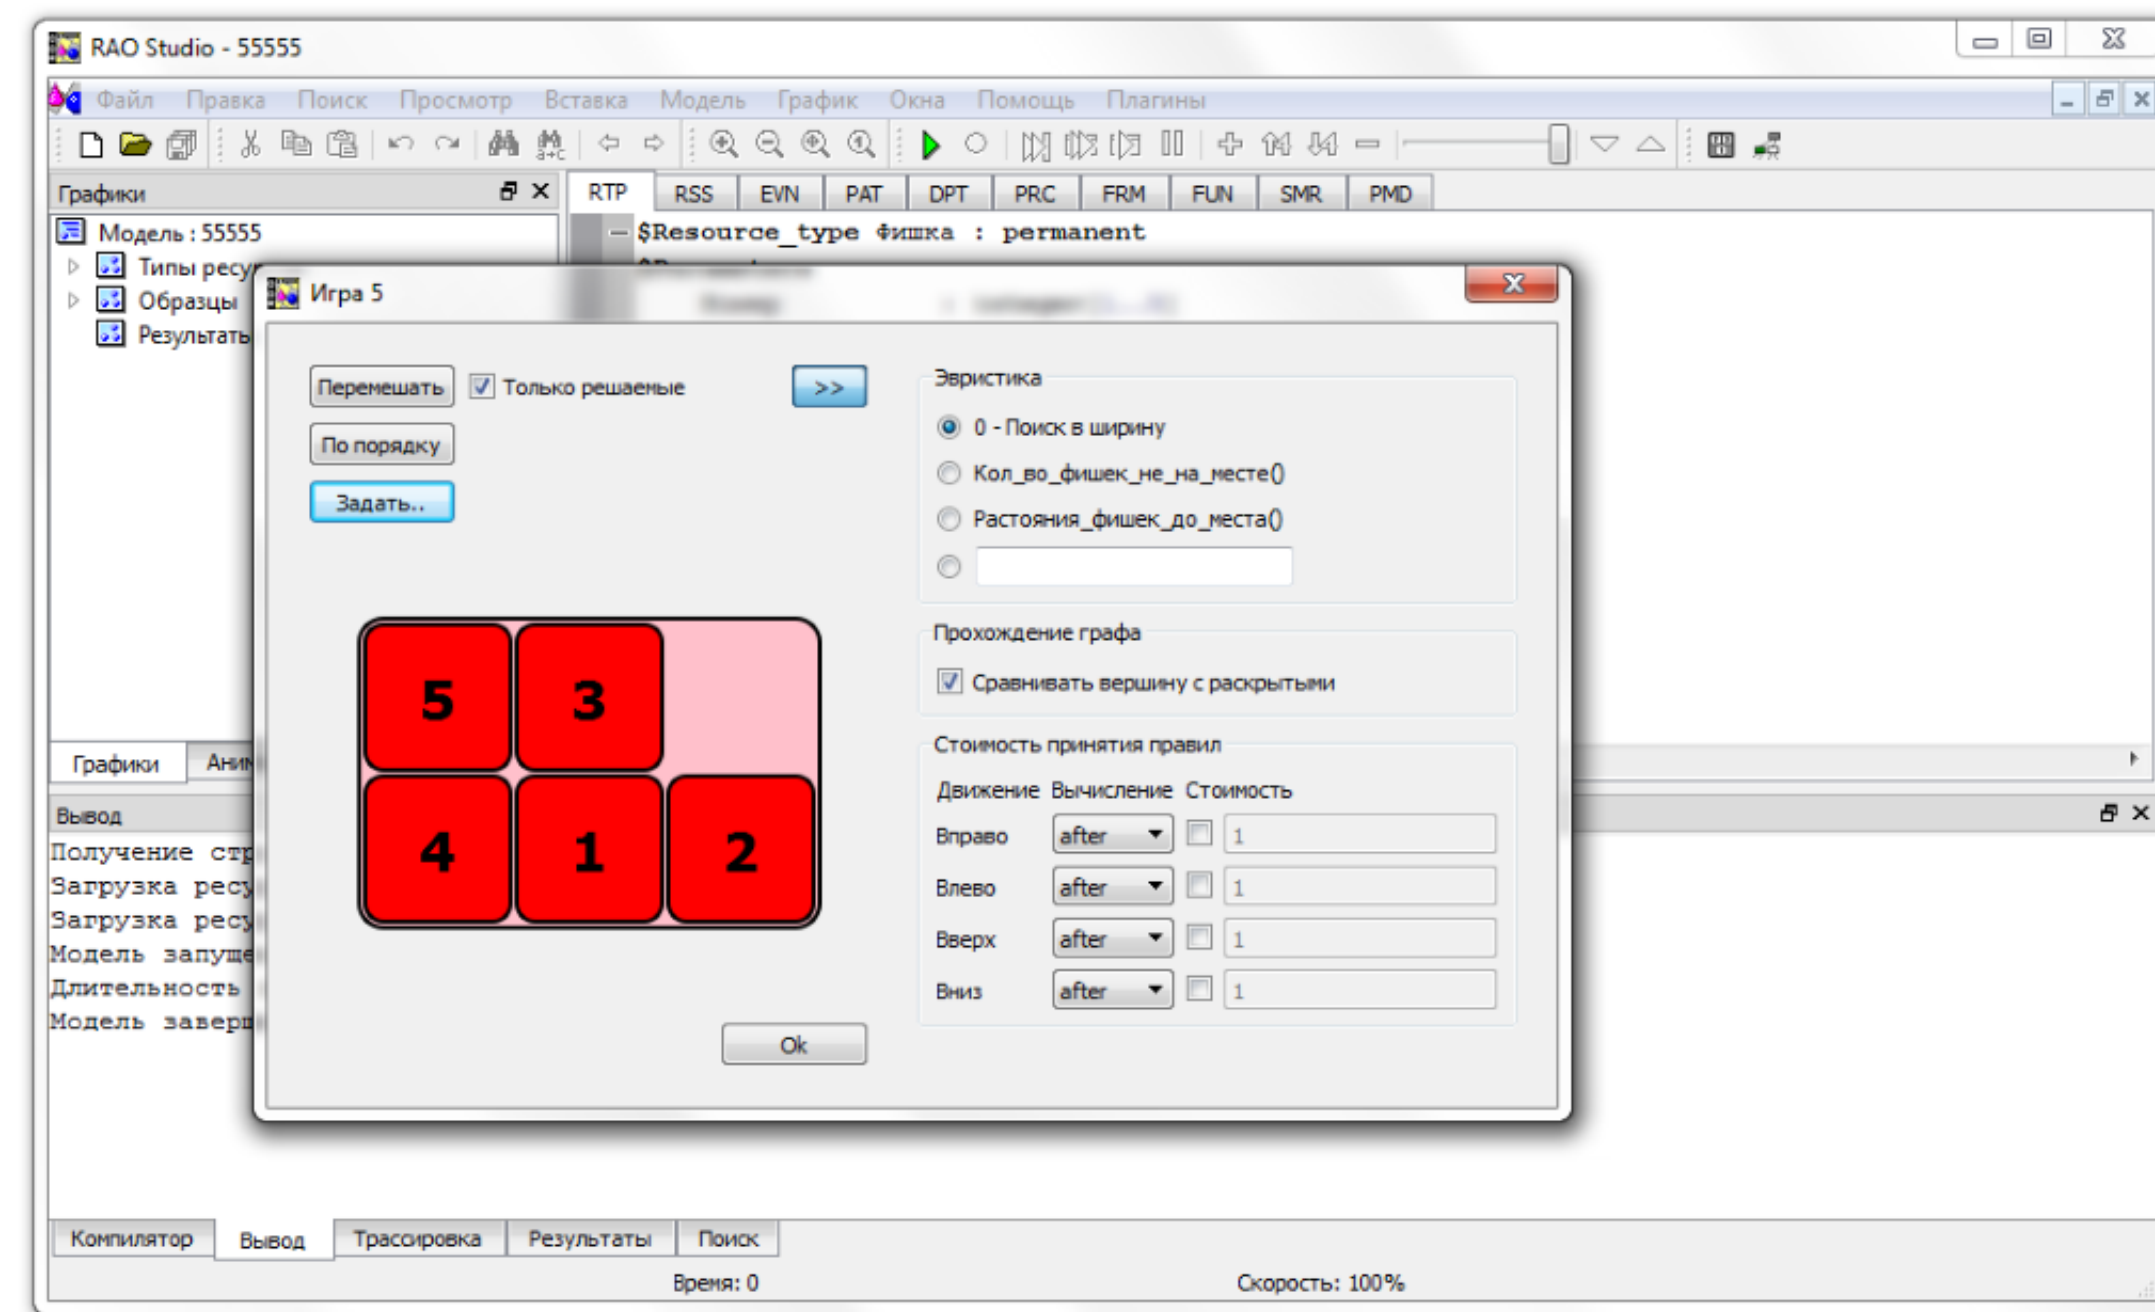 RAO Studio - 55555
Файл Правка Поиск Просмотр Вставка Модель График Окна Помощь Плагины
Графики
RTP RSS EVN PAT DPT PRC FRM FUN SMR PMD
Модель : 55555
$Resource_type Фишка : permanent
Типы ресур
Образцы
Результаты
Игра 5
Перемешать Только решаемые >>
По порядку
Задать..
5 3
4 1 2
Ok
Эвристика
0 - Поиск в ширину
Кол_во_фишек_не_на_месте()
Растояния_фишек_до_места()
Прохождение графа
Сравнивать вершину с раскрытыми
Стоимость принятия правил
Движение Вычисление Стоимость
Вправо after 1
Влево after 1
Вверх after 1
Вниз after 1
Графики Аним
Вывод
Получение стр
Загрузка ресу
Загрузка ресу
Модель запуще
Длительность
Модель заверш
Компилятор Вывод Трассировка Результаты Поиск
Время: 0 Скорость: 100%